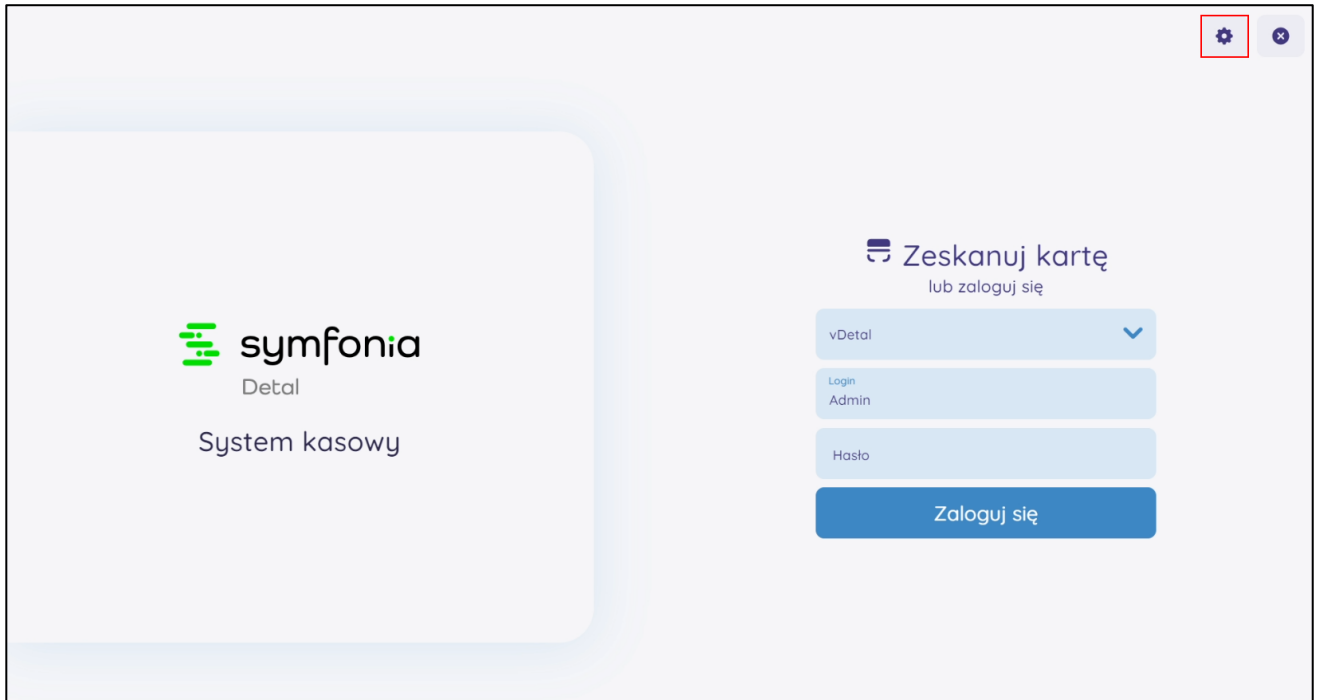 symfonia
Detal
System kasowy
Zeskanuj kartę
lub zaloguj się
vDetal
Login
Admin
Hasło
Zaloguj się